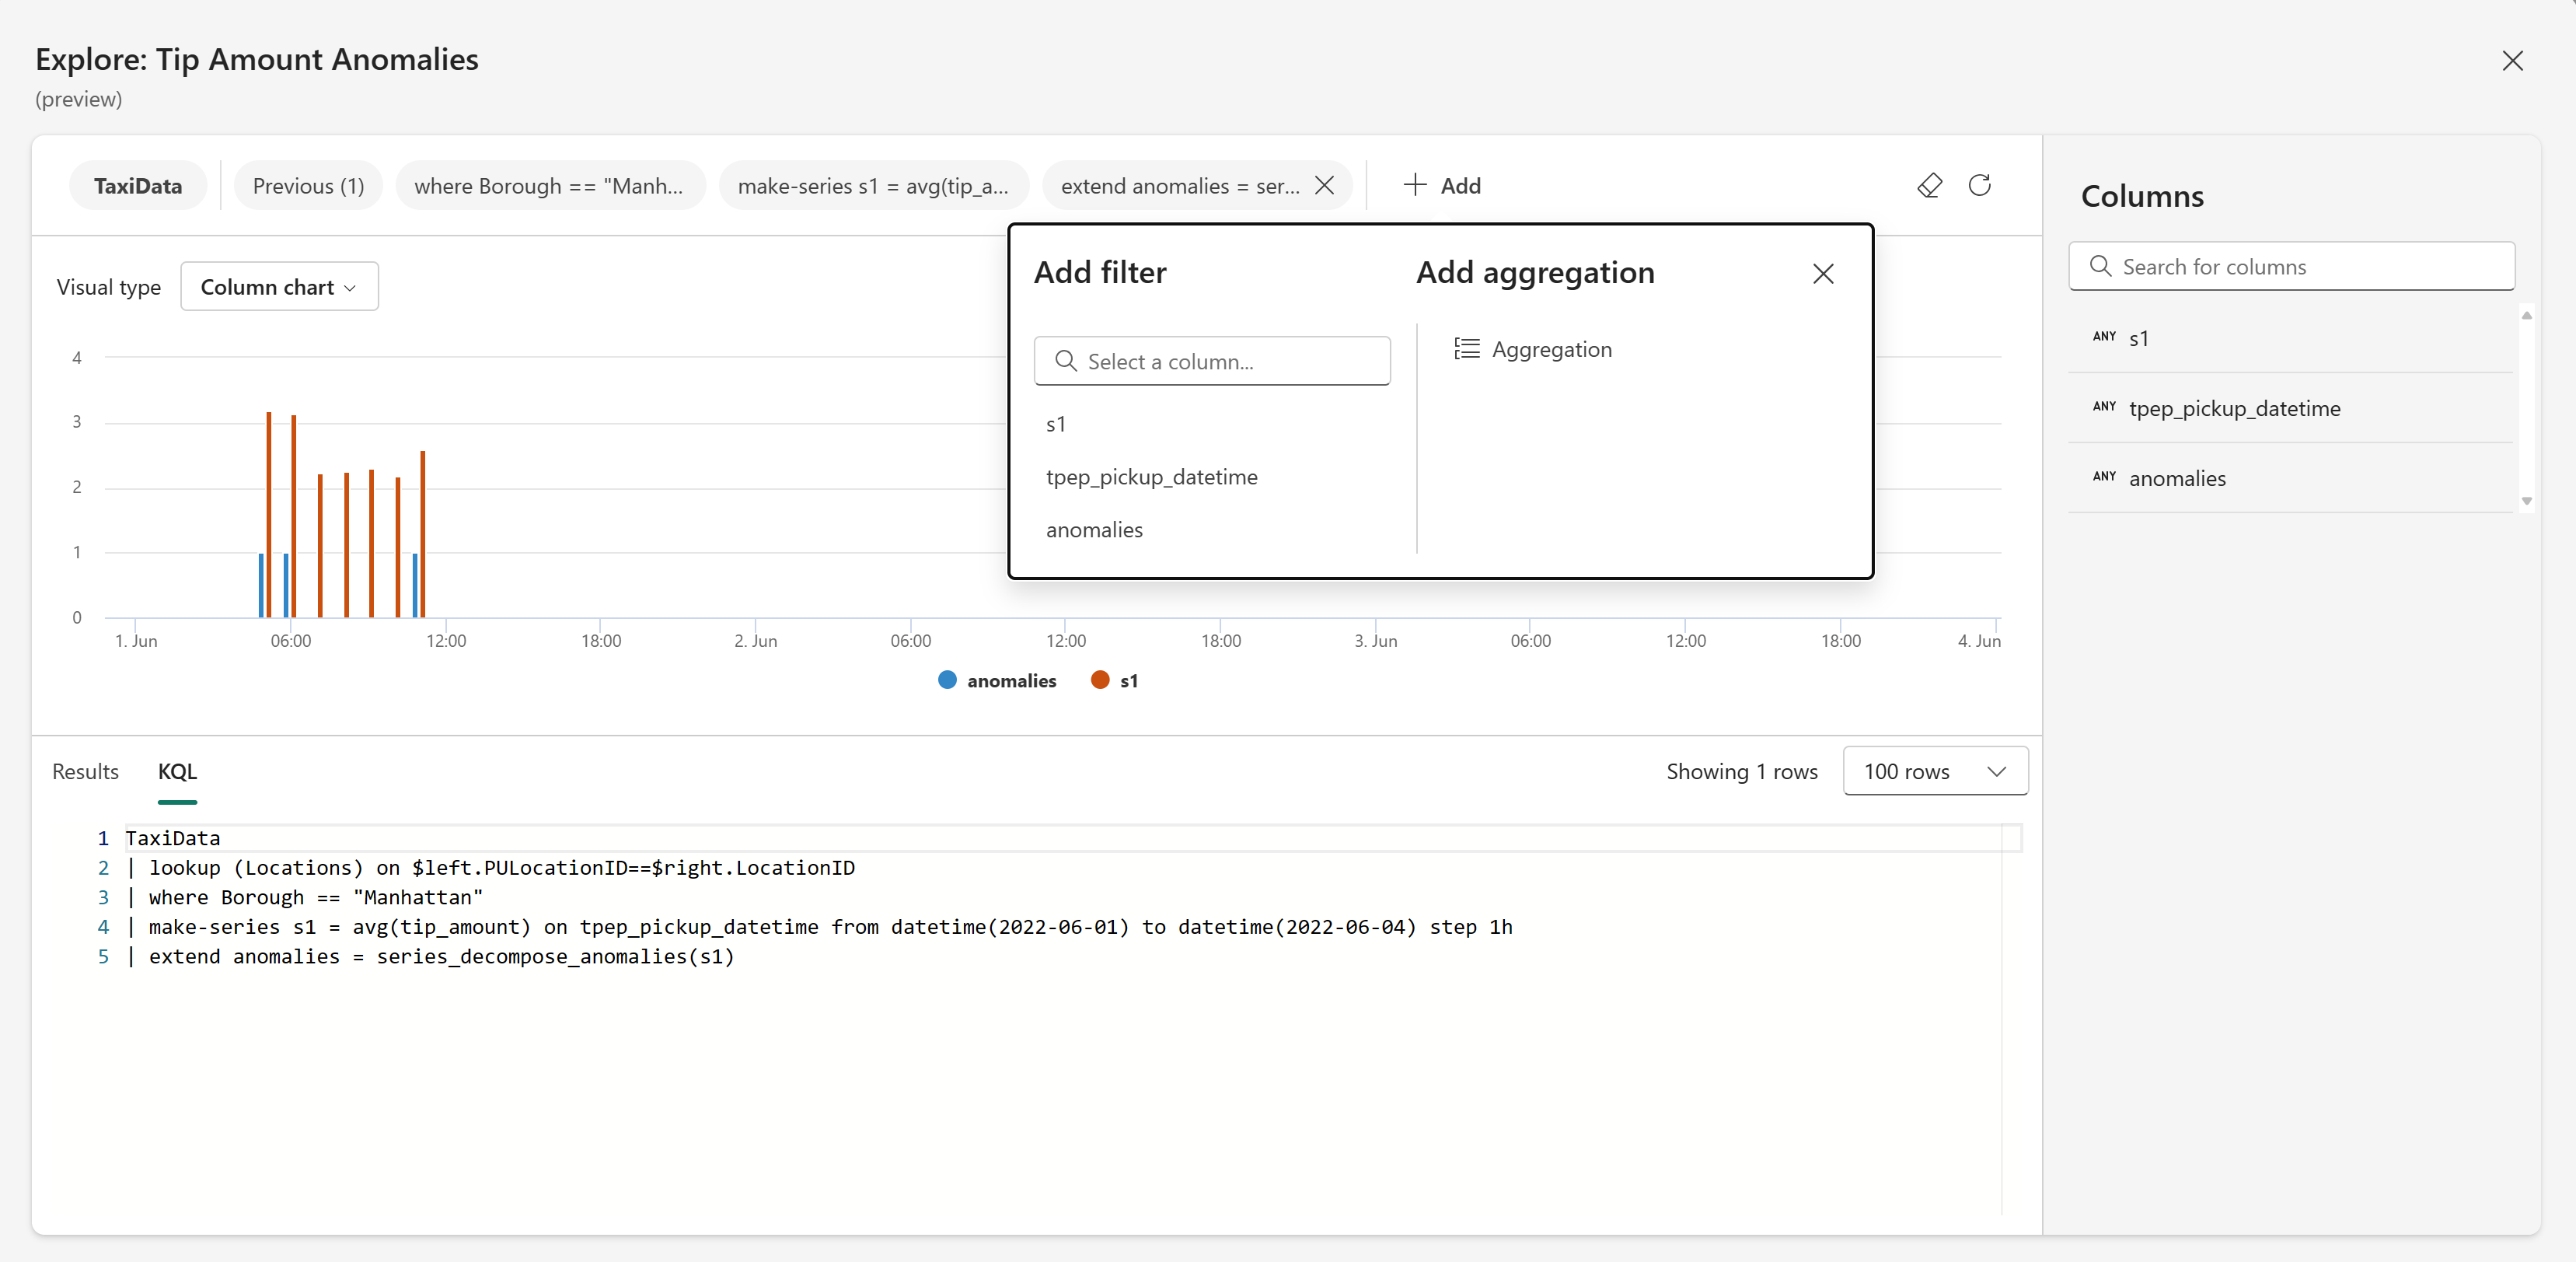 Explore: Tip Amount Anomalies
(preview)
TaxiData
Previous (1)
where Borough == "Manh...
make-series s1 = avg(tip_a...
extend anomalies = ser...
Add
Visual type
Column chart
Add filter
Select a column...
s1
tpep_pickup_datetime
anomalies
Add aggregation
Aggregation
4
3
2
1
0
1. Jun
06:00
12:00
18:00
2. Jun
06:00
12:00
18:00
3. Jun
06:00
12:00
18:00
4. Jun
anomalies
s1
Results
KQL
Showing 1 rows
100 rows
1 TaxiData
2 | lookup (Locations) on $left.PULocationID==$right.LocationID
3 | where Borough == "Manhattan"
4 | make-series s1 = avg(tip_amount) on tpep_pickup_datetime from datetime(2022-06-01) to datetime(2022-06-04) step 1h
5 | extend anomalies = series_decompose_anomalies(s1)
Columns
Search for columns
ANY s1
ANY tpep_pickup_datetime
ANY anomalies